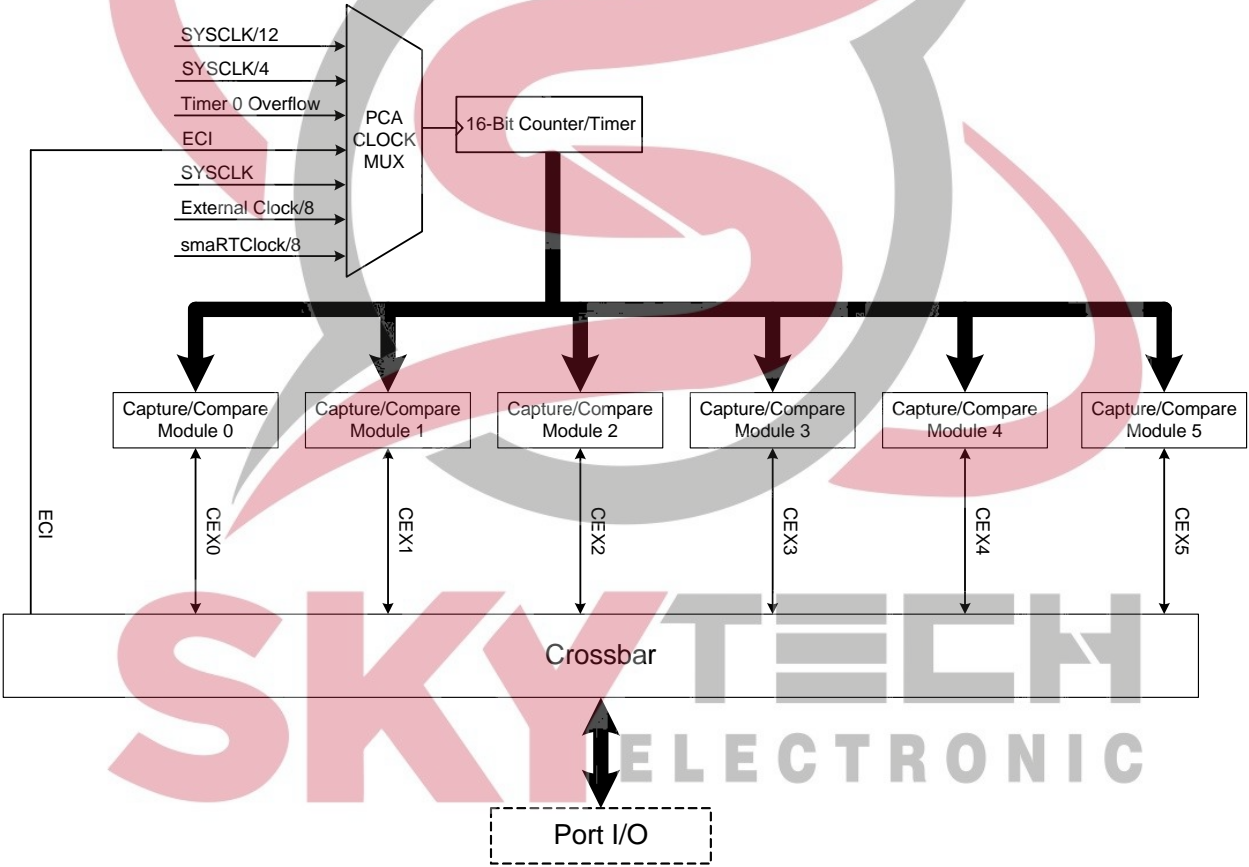 SYSCLK/12
SYSCLK/4
Timer 0 Overflow
ECI
SYSCLK
External Clock/8
smaRTClock/8
PCA
CLOCK
MUX
16-Bit Counter/Timer
Capture/Compare
Module 0
Capture/Compare
Module 1
Capture/Compare
Module 2
Capture/Compare
Module 3
Capture/Compare
Module 4
Capture/Compare
Module 5
ECI
CEX0
CEX1
CEX2
CEX3
CEX4
CEX5
Crossbar
SKYTECH
ELECTRONIC
Port I/O